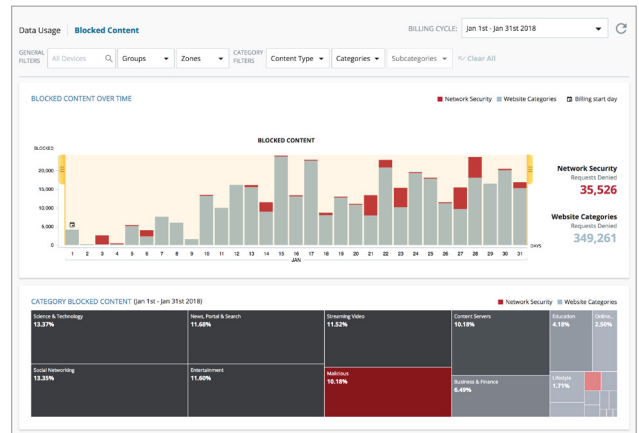 Data Usage Blocked Content BILLING CYCLE: Jan 1st - Jan 31st 2018
GENERAL FILTERS All Devices Groups Zones CATEGORY FILTERS Content Type Categories Subcategories Clear All
BLOCKED CONTENT OVER TIME Network Security Website Categories Billing start day
BLOCKED CONTENT
BLOCKED
20,000
15,000
10,000
5,000
0
1 2 3 4 5 6 7 8 9 10 11 12 13 14 15 16 17 18 19 20 21 22 23 24 25 26 27 28 29 30 31 DAYS
JAN
Network Security
Requests Denied
35,526
Website Categories
Requests Denied
349,261
CATEGORY BLOCKED CONTENT (Jan 1st - Jan 31st 2018) Network Security Website Categories
Science & Technology
13.37%
News, Portal & Search
11.68%
Streaming Video
11.52%
Content Servers
10.18%
Education
4.18%
Online...
2.50%
Social Networking
13.35%
Entertainment
11.60%
Malicious
10.18%
Business & Finance
6.49%
Lifestyle
1.71%